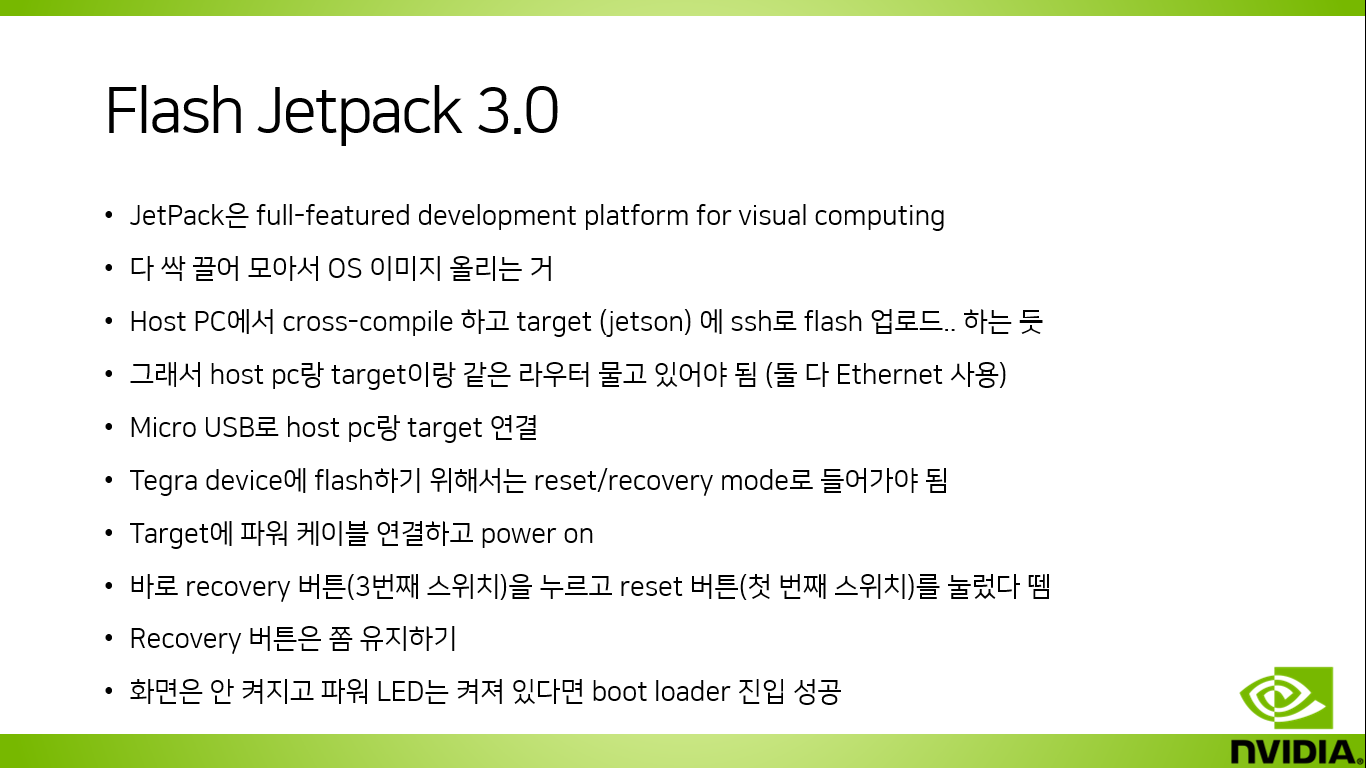 Flash Jetpack 3.0
• JetPack은 full-featured development platform for visual computing
• 다 싹 끌어 모아서 OS 이미지 올리는 거
• Host PC에서 cross-compile 하고 target (jetson) 에 ssh로 flash 업로드.. 하는 듯
• 그래서 host pc랑 target이랑 같은 라우터 물고 있어야 됨 (둘 다 Ethernet 사용)
• Micro USB로 host pc랑 target 연결
• Tegra device에 flash하기 위해서는 reset/recovery mode로 들어가야 됨
• Target에 파워 케이블 연결하고 power on
• 바로 recovery 버튼(3번째 스위치)을 누르고 reset 버튼(첫 번째 스위치)를 눌렀다 뗌
• Recovery 버튼은 쫌 유지하기
• 화면은 안 켜지고 파워 LED는 켜져 있다면 boot loader 진입 성공
NVIDIA®